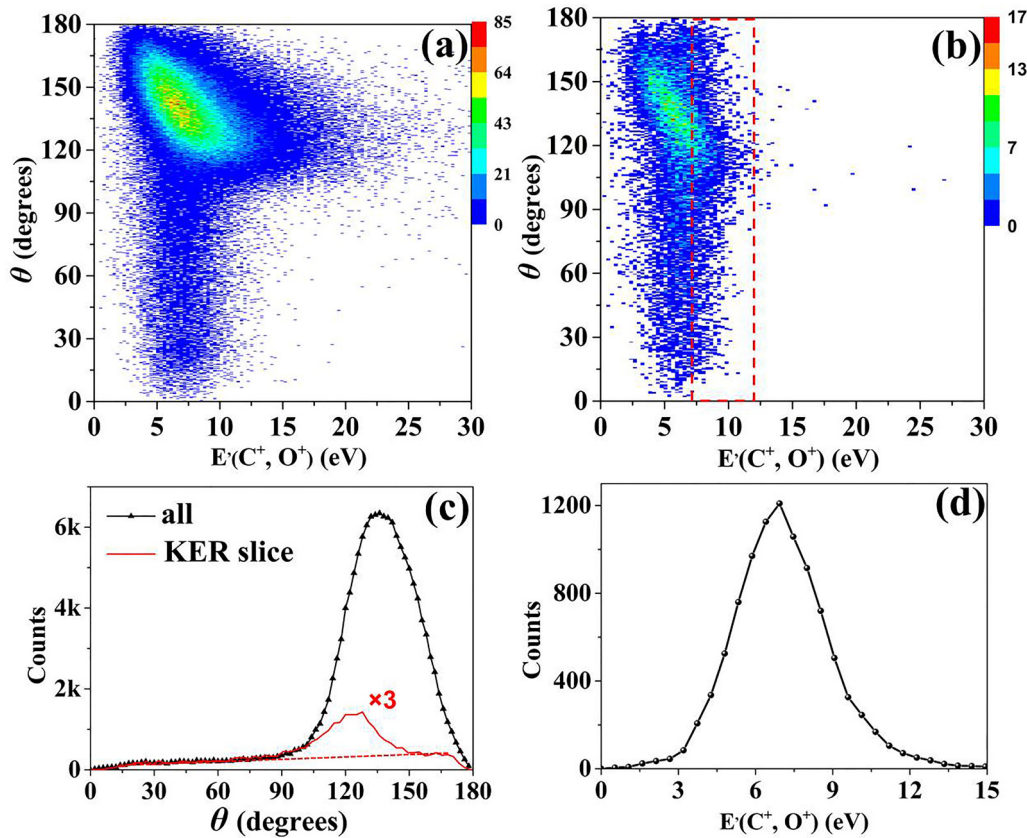 (a)
180
150
120
90
60
30
0
θ (degrees)
0 5 10 15 20 25 30
E’(C⁺, O⁺) (eV)
85
64
43
21
0
(b)
180
150
120
90
60
30
0
θ (degrees)
0 5 10 15 20 25 30
E’(C⁺, O⁺) (eV)
17
13
7
0
(c)
all
KER slice
×3
6k
4k
2k
0
Counts
0 30 60 90 120 150 180
θ (degrees)
(d)
1200
800
400
0
Counts
0 3 6 9 12 15
E’(C⁺, O⁺) (eV)